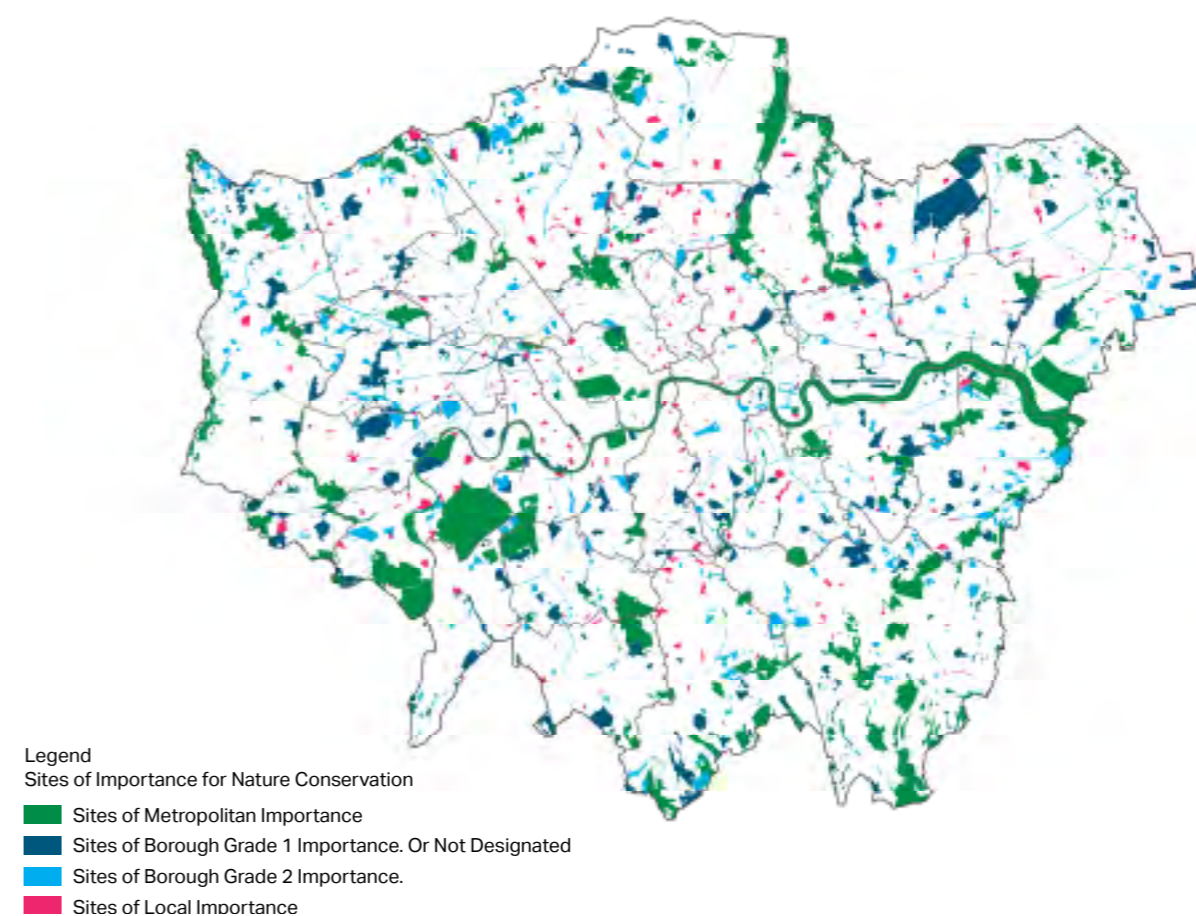 Legend
Sites of Importance for Nature Conservation
Sites of Metropolitan Importance
Sites of Borough Grade 1 Importance. Or Not Designated
Sites of Borough Grade 2 Importance.
Sites of Local Importance